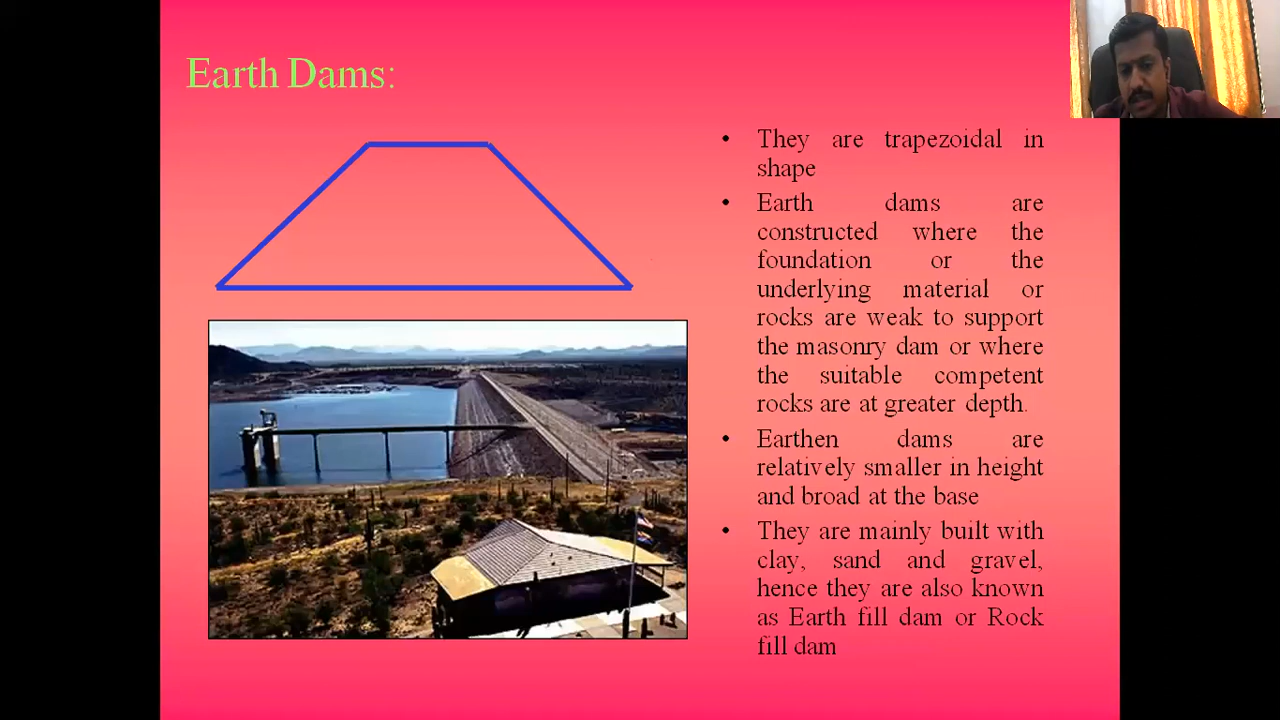 Earth Dams:
• They are trapezoidal in
shape
• Earth dams are
constructed where the
foundation or the
underlying material or
rocks are weak to support
the masonry dam or where
the suitable competent
rocks are at greater depth.
• Earthen dams are
relatively smaller in height
and broad at the base
• They are mainly built with
clay, sand and gravel,
hence they are also known
as Earth fill dam or Rock
fill dam